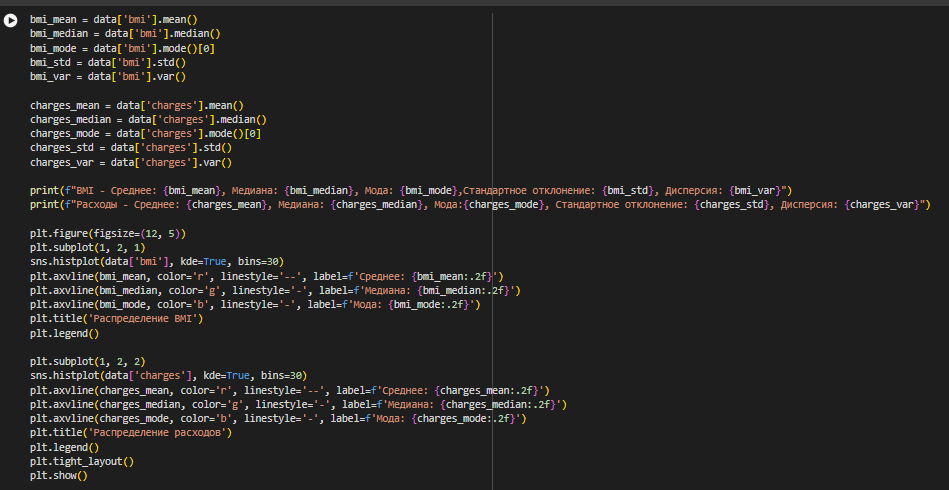 bmi_mean = data['bmi'].mean()
bmi_median = data['bmi'].median()
bmi_mode = data['bmi'].mode()[0]
bmi_std = data['bmi'].std()
bmi_var = data['bmi'].var()

charges_mean = data['charges'].mean()
charges_median = data['charges'].median()
charges_mode = data['charges'].mode()[0]
charges_std = data['charges'].std()
charges_var = data['charges'].var()

print(f"BMI - Среднее: {bmi_mean}, Медиана: {bmi_median}, Мода: {bmi_mode},Стандартное отклонение: {bmi_std}, Дисперсия: {bmi_var}")
print(f"Расходы - Среднее: {charges_mean}, Медиана: {charges_median}, Мода:{charges_mode}, Стандартное отклонение: {charges_std}, Дисперсия: {charges_var}")

plt.figure(figsize=(12, 5))
plt.subplot(1, 2, 1)
sns.histplot(data['bmi'], kde=True, bins=30)
plt.axvline(bmi_mean, color='r', linestyle='--', label=f'Среднее: {bmi_mean:.2f}')
plt.axvline(bmi_median, color='g', linestyle='-', label=f'Медиана: {bmi_median:.2f}')
plt.axvline(bmi_mode, color='b', linestyle='-', label=f'Мода: {bmi_mode:.2f}')
plt.title('Распределение BMI')
plt.legend()

plt.subplot(1, 2, 2)
sns.histplot(data['charges'], kde=True, bins=30)
plt.axvline(charges_mean, color='r', linestyle='--', label=f'Среднее: {charges_mean:.2f}')
plt.axvline(charges_median, color='g', linestyle='-', label=f'Медиана: {charges_median:.2f}')
plt.axvline(charges_mode, color='b', linestyle='-', label=f'Мода: {charges_mode:.2f}')
plt.title('Распределение расходов')
plt.legend()
plt.tight_layout()
plt.show()